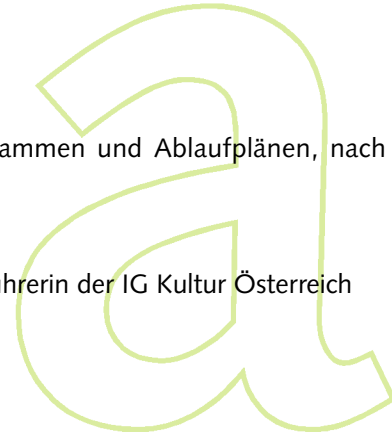 ammen und Ablaufplänen, nach
hrerin der IG Kultur Österreich
a